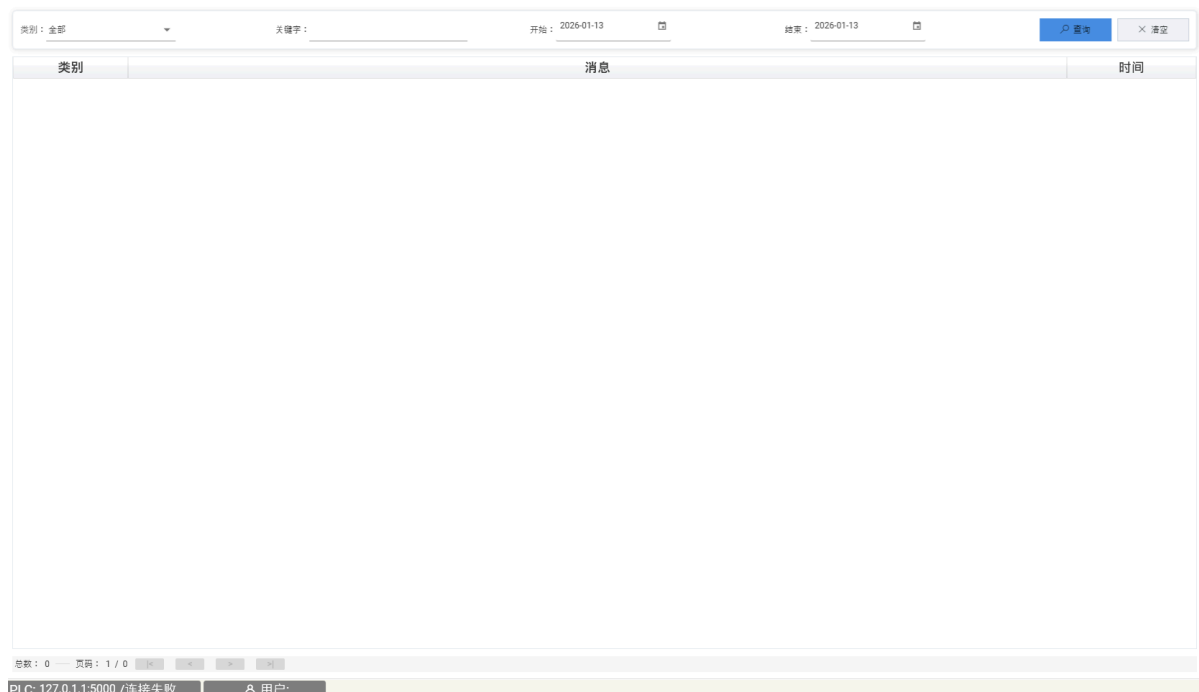 类别： 全部 关键字： 开始： 2026-01-13 结束： 2026-01-13 查询 清空
类别 消息 时间
总数： 0 页码： 1 / 0
PLC: 127.0.1.1:5000 /连接失败 用户: